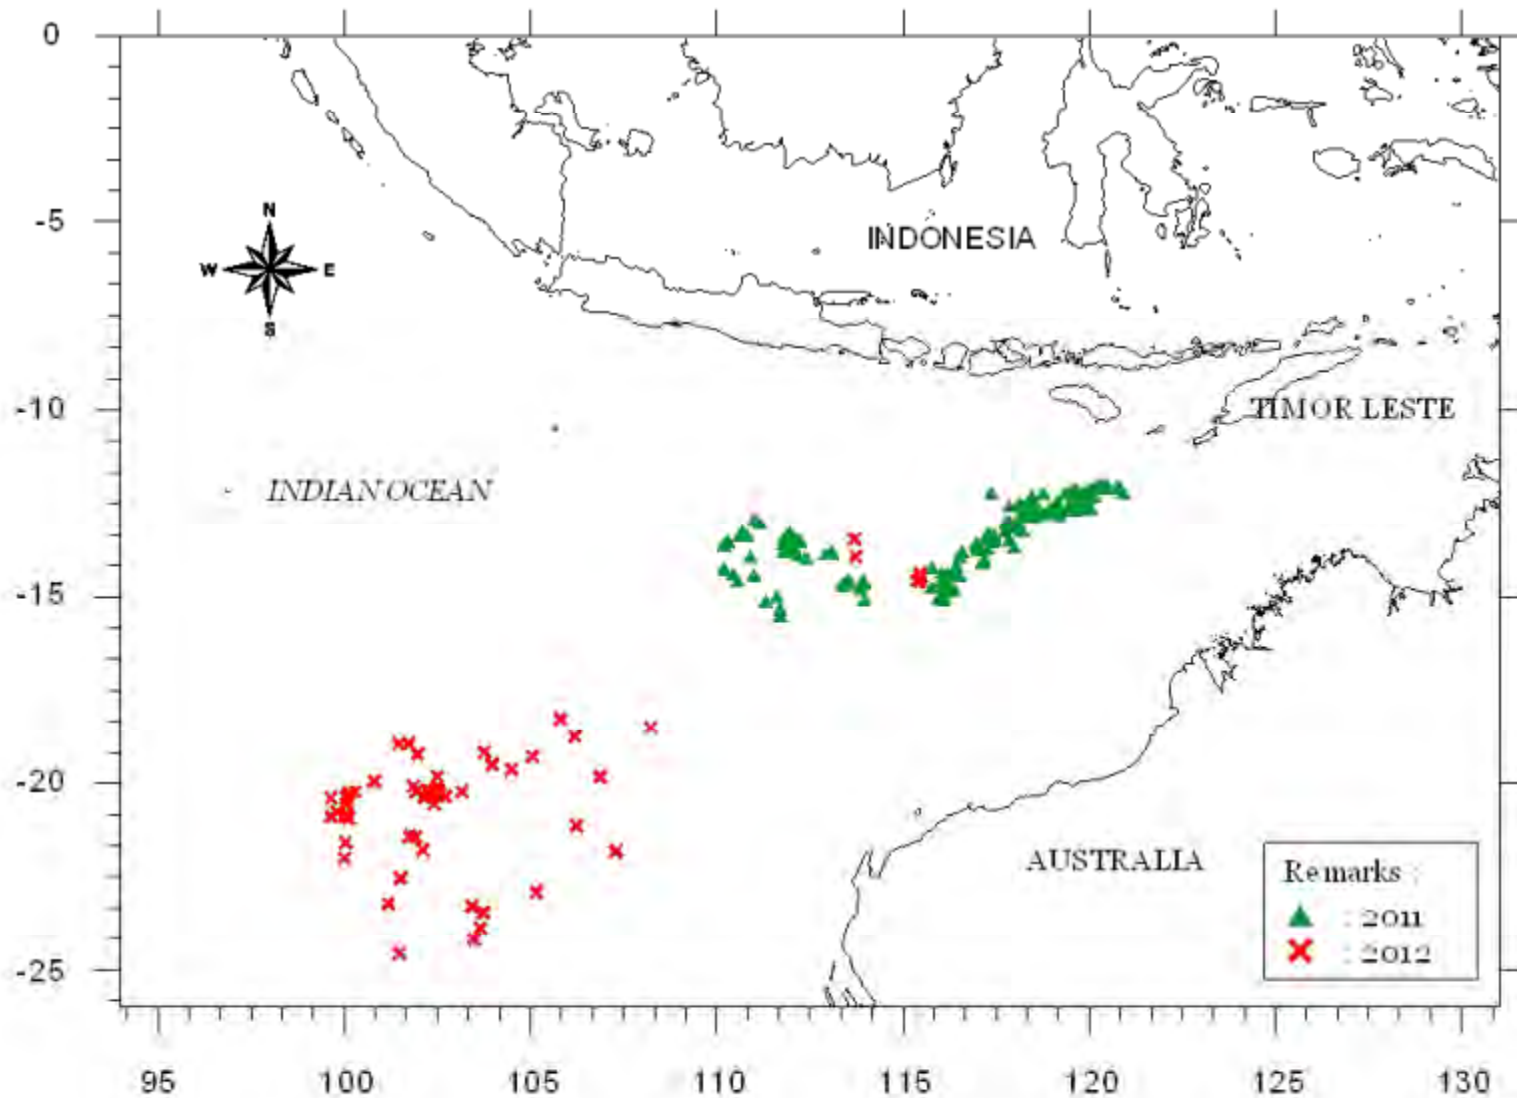 0
-5
-10
-15
-20
-25
N
W E
S
INDONESIA
TIMOR LESTE
INDIAN OCEAN
AUSTRALIA
Remarks :
: 2011
: 2012
95 100 105 110 115 120 125 130